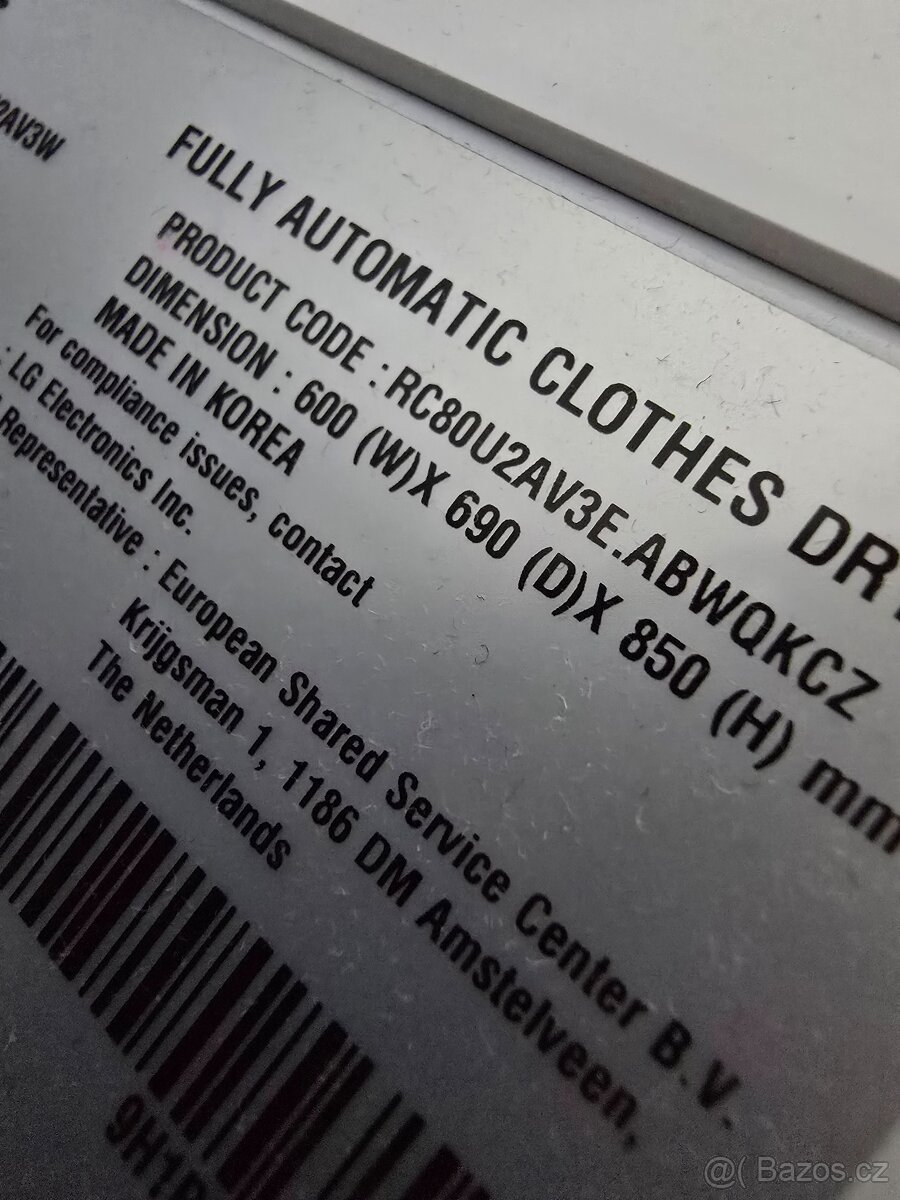 2AV3W
FULLY AUTOMATIC CLOTHES
PRODUCT CODE : RC80U2AV3E.ABWQKCZ
DIMENSION : 600 (W)X 690 (D)X 850 (H) mm
MADE IN KOREA
For compliance issues, contact
: LG Electronics Inc.
Representative : European Shared Service Center B.V.
Krijgsman 1, 1186 DM Amstelveen,
The Netherlands
@( Bazos.cz